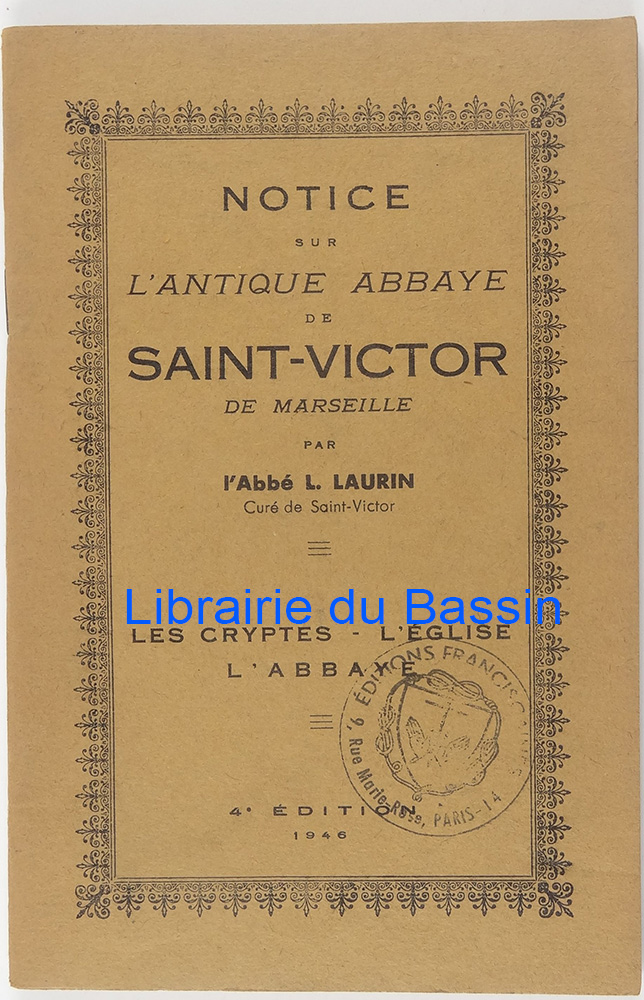 NOTICE
SUR
L'ANTIQUE ABBAYE
DE
SAINT-VICTOR
DE MARSEILLE
PAR
l'Abbé L. LAURIN
Curé de Saint-Victor
Librairie du Bassin
LES CRYPTES - L'ÉGLISE
L'ABBAYE
ÉDITIONS FRANCISCAINES
9, Rue Marie-Rose, PARIS-14
4e ÉDITION
1946